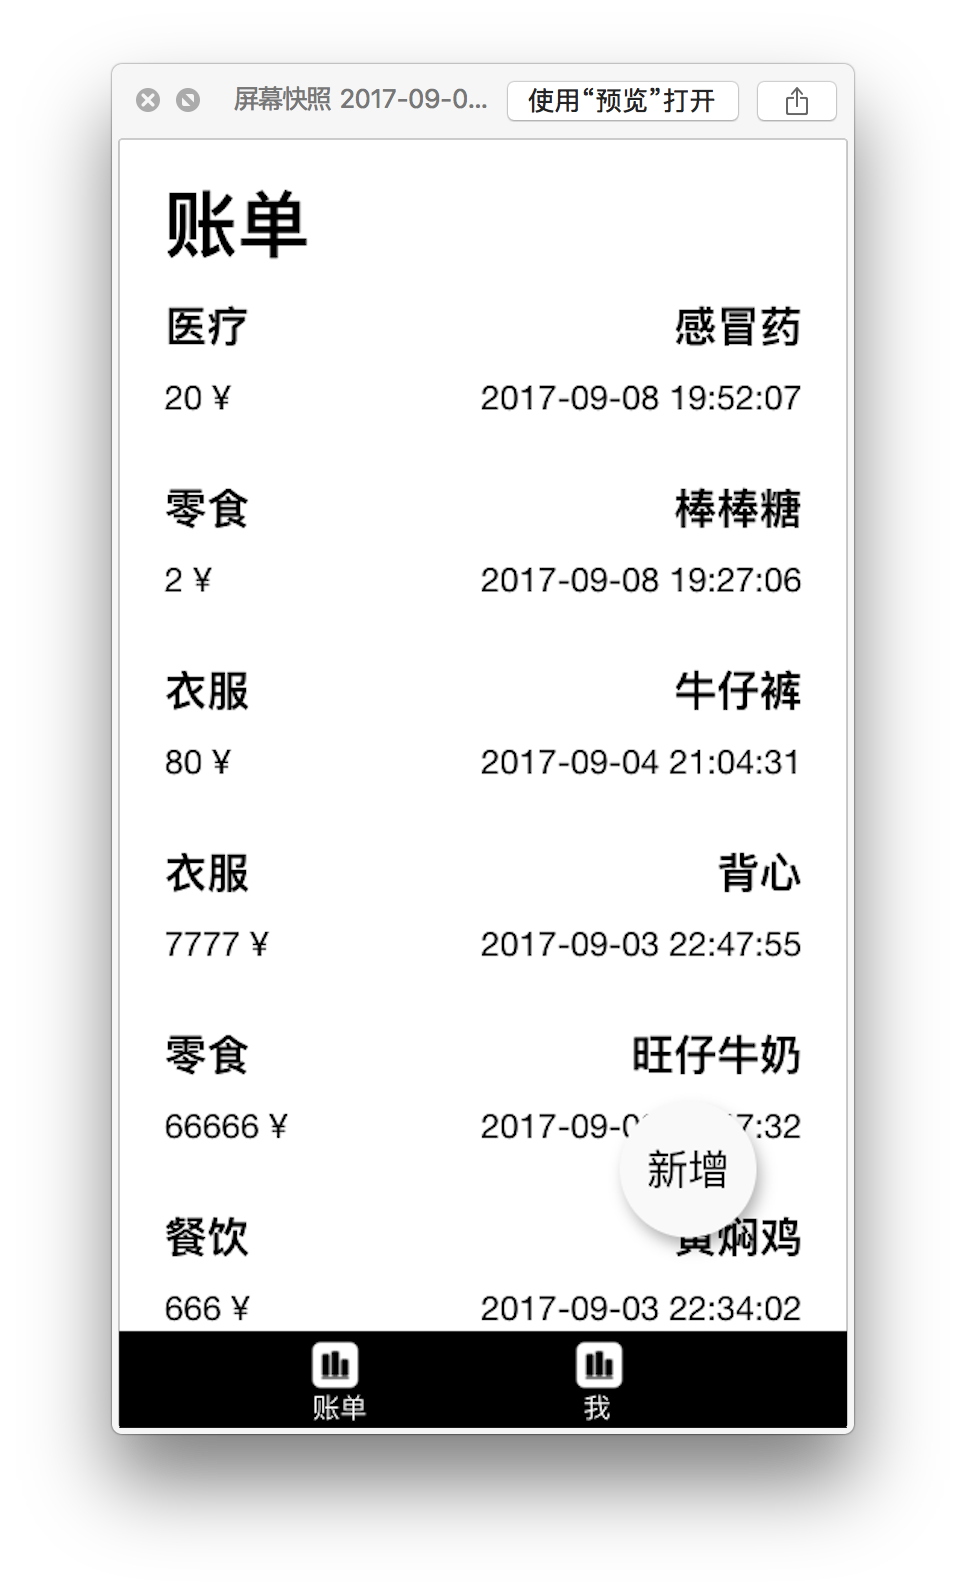 屏幕快照 2017-09-0... 使用“预览”打开
账单
医疗 感冒药
20 ¥ 2017-09-08 19:52:07
零食 棒棒糖
2 ¥ 2017-09-08 19:27:06
衣服 牛仔裤
80 ¥ 2017-09-04 21:04:31
衣服 背心
7777 ¥ 2017-09-03 22:47:55
零食 旺仔牛奶
66666 ¥ 2017-09-0 7:32
新增
餐饮 黄焖鸡
666 ¥ 2017-09-03 22:34:02
账单 我